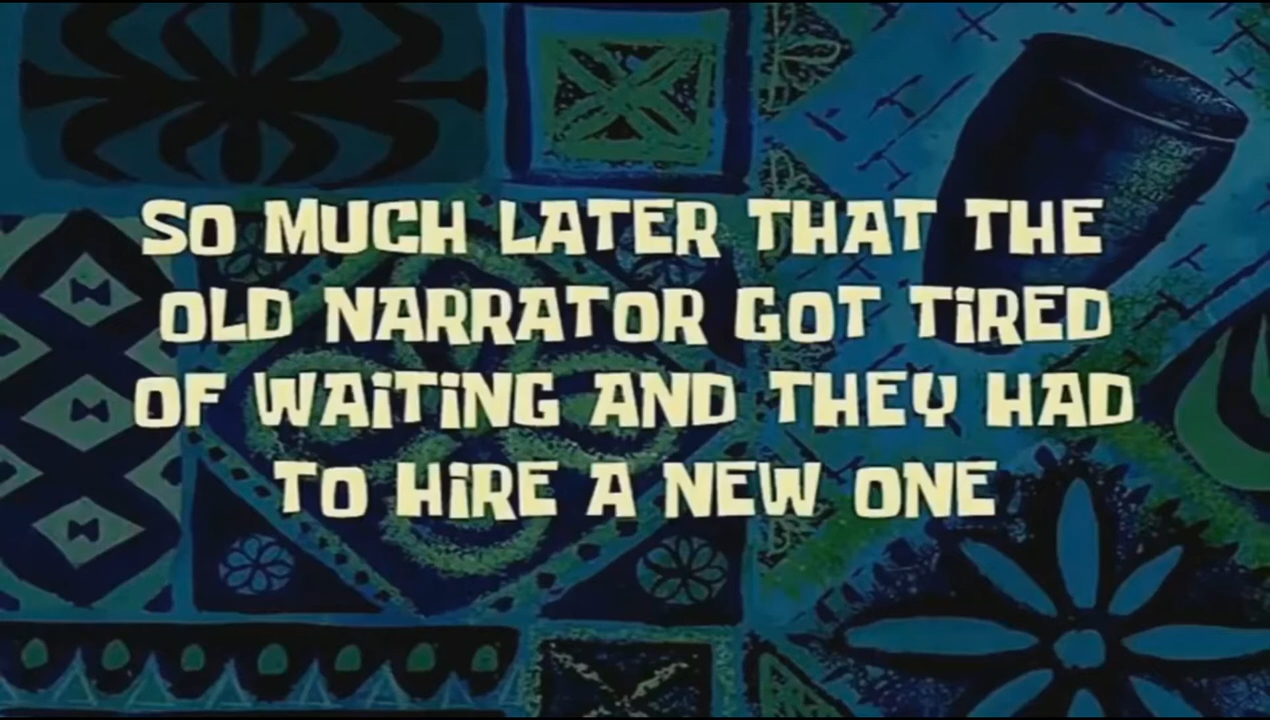 SO MUCH LATER THAT THE
OLD NARRATOR GOT TiRED
OF WAiTiNG AND THEY HAD
TO HiRE A NEW ONE